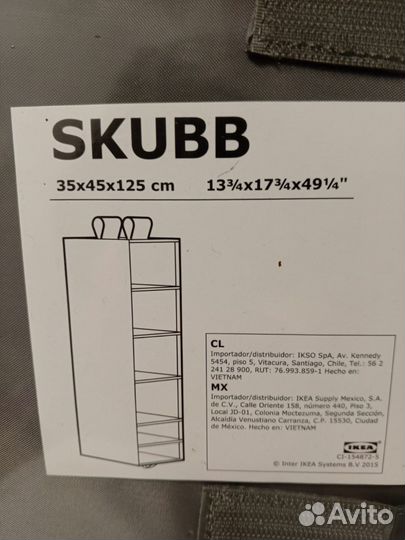 SKUBB
35x45x125 cm 13¾x17¾x49¼"
CL
Importador/distribuidor: IKSO SpA, Av. Kennedy
5454, piso 5, Vitacura, Santiago, Chile, Tel.: 56 2
241 28 900, RUT: 76.993.859-1 Hecho en:
VIETNAM
MX
Importador/distribuidor: IKEA Supply Mexico, S.A.
de C.V., Calle Oriente 158, número 440, Piso 3,
Local JD-01, Colonia Moctezuma, Segunda Sección,
Alcaldía Venustiano Carranza, C.P. 15530, Ciudad
de México. Hecho en: VIETNAM
IKEA
CI-154872-5
© Inter IKEA Systems B.V 2015
Avito